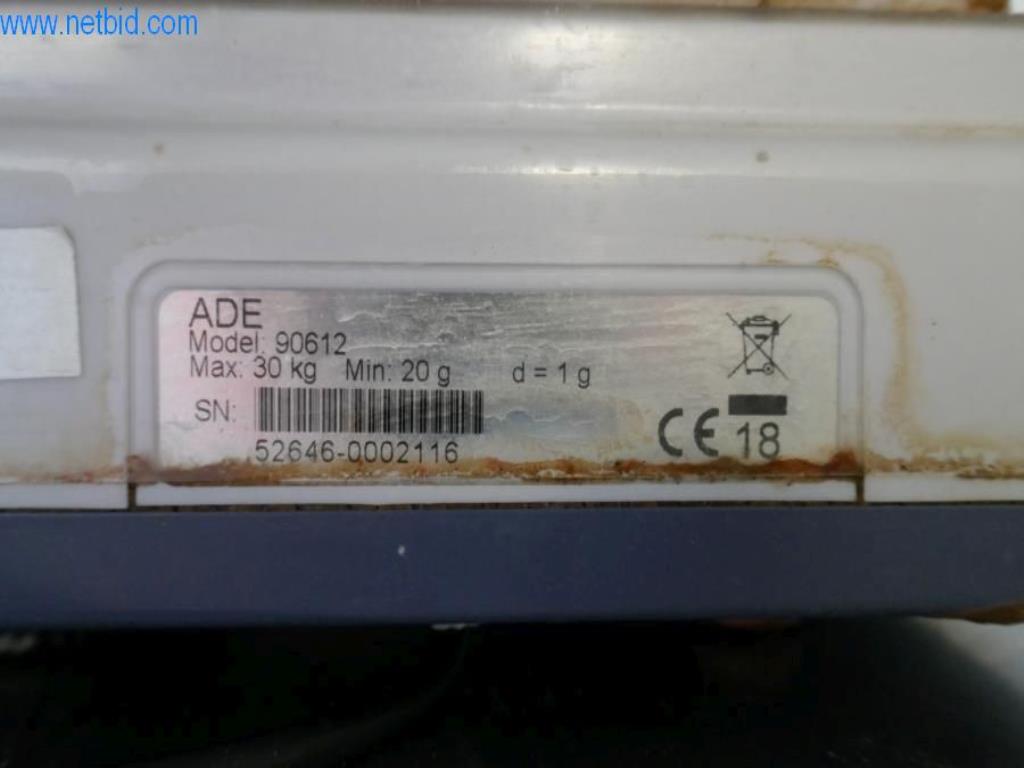 www.netbid.com
ADE
Model: 90612
Max: 30 kg Min: 20 g d = 1 g
SN:
52646-0002116
CE 18